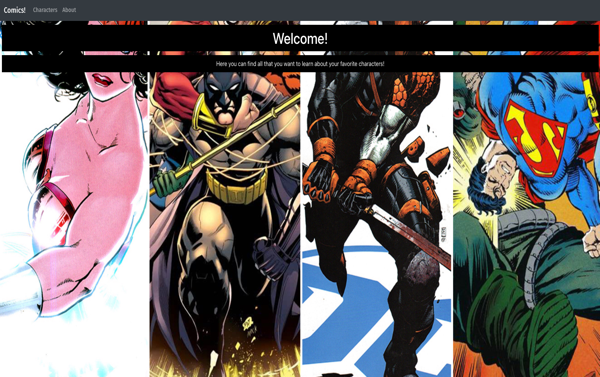 Comics! Characters About
Welcome!
Here you can find all that you want to learn about your favorite characters!
S